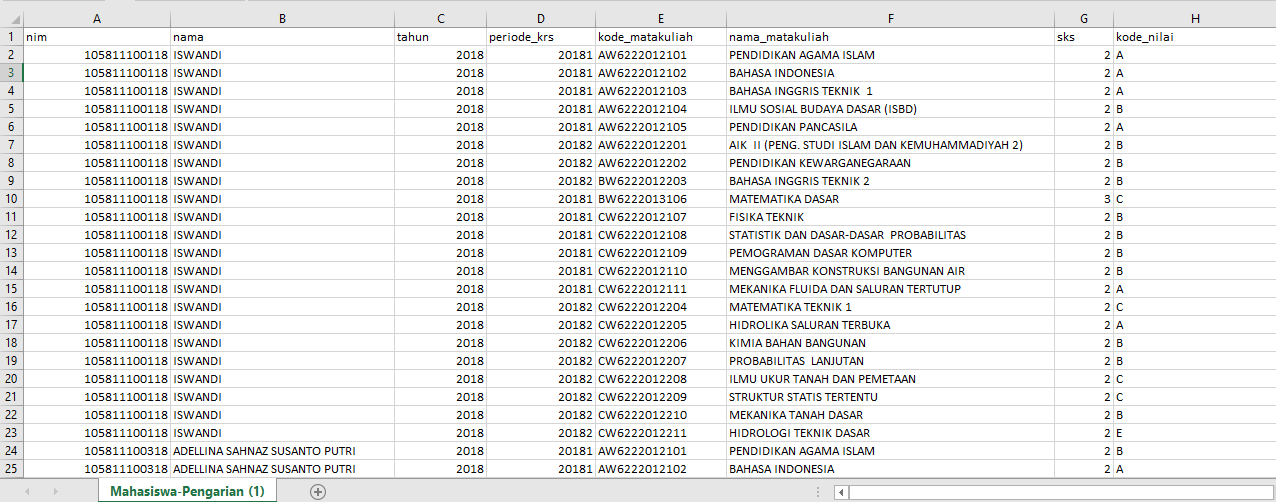 A B C D E F G H
1 nim nama tahun periode_krs kode_matakuliah nama_matakuliah sks kode_nilai
2 105811100118 ISWANDI 2018 20181 AW6222012101 PENDIDIKAN AGAMA ISLAM 2 A
3 105811100118 ISWANDI 2018 20181 AW6222012102 BAHASA INDONESIA 2 A
4 105811100118 ISWANDI 2018 20181 AW6222012103 BAHASA INGGRIS TEKNIK  1 2 A
5 105811100118 ISWANDI 2018 20181 AW6222012104 ILMU SOSIAL BUDAYA DASAR (ISBD) 2 B
6 105811100118 ISWANDI 2018 20181 AW6222012105 PENDIDIKAN PANCASILA 2 A
7 105811100118 ISWANDI 2018 20182 AW6222012201 AIK  II (PENG. STUDI ISLAM DAN KEMUHAMMADIYAH 2) 2 B
8 105811100118 ISWANDI 2018 20182 AW6222012202 PENDIDIKAN KEWARGANEGARAAN 2 B
9 105811100118 ISWANDI 2018 20182 BW6222012203 BAHASA INGGRIS TEKNIK 2 2 B
10 105811100118 ISWANDI 2018 20181 BW6222013106 MATEMATIKA DASAR 3 C
11 105811100118 ISWANDI 2018 20181 CW6222012107 FISIKA TEKNIK 2 B
12 105811100118 ISWANDI 2018 20181 CW6222012108 STATISTIK DAN DASAR-DASAR  PROBABILITAS 2 B
13 105811100118 ISWANDI 2018 20181 CW6222012109 PEMOGRAMAN DASAR KOMPUTER 2 B
14 105811100118 ISWANDI 2018 20181 CW6222012110 MENGGAMBAR KONSTRUKSI BANGUNAN AIR 2 B
15 105811100118 ISWANDI 2018 20181 CW6222012111 MEKANIKA FLUIDA DAN SALURAN TERTUTUP 2 A
16 105811100118 ISWANDI 2018 20182 CW6222012204 MATEMATIKA TEKNIK 1 2 C
17 105811100118 ISWANDI 2018 20182 CW6222012205 HIDROLIKA SALURAN TERBUKA 2 A
18 105811100118 ISWANDI 2018 20182 CW6222012206 KIMIA BAHAN BANGUNAN 2 B
19 105811100118 ISWANDI 2018 20182 CW6222012207 PROBABILITAS  LANJUTAN 2 B
20 105811100118 ISWANDI 2018 20182 CW6222012208 ILMU UKUR TANAH DAN PEMETAAN 2 C
21 105811100118 ISWANDI 2018 20182 CW6222012209 STRUKTUR STATIS TERTENTU 2 C
22 105811100118 ISWANDI 2018 20182 CW6222012210 MEKANIKA TANAH DASAR 2 B
23 105811100118 ISWANDI 2018 20182 CW6222012211 HIDROLOGI TEKNIK DASAR 2 E
24 105811100318 ADELLINA SAHNAZ SUSANTO PUTRI 2018 20181 AW6222012101 PENDIDIKAN AGAMA ISLAM 2 B
25 105811100318 ADELLINA SAHNAZ SUSANTO PUTRI 2018 20181 AW6222012102 BAHASA INDONESIA 2 A
Mahasiswa-Pengarian (1)